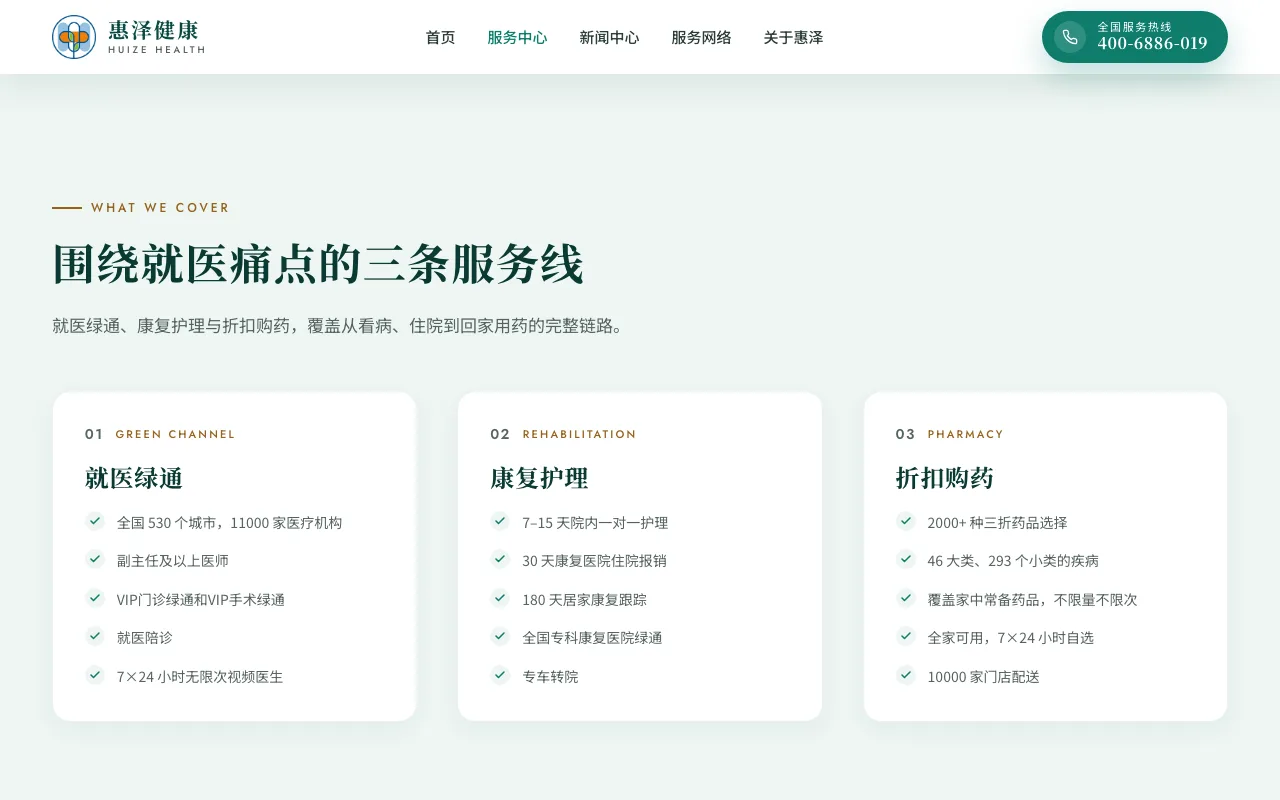 惠泽健康
HUIZE HEALTH
首页
服务中心
新闻中心
服务网络
关于惠泽
全国服务热线
400-6886-019
WHAT WE COVER
围绕就医痛点的三条服务线
就医绿通、康复护理与折扣购药，覆盖从看病、住院到回家用药的完整链路。
01 GREEN CHANNEL
就医绿通
全国 530 个城市，11000 家医疗机构
副主任及以上医师
VIP门诊绿通和VIP手术绿通
就医陪诊
7×24 小时无限次视频医生
02 REHABILITATION
康复护理
7–15 天院内一对一护理
30 天康复医院住院报销
180 天居家康复跟踪
全国专科康复医院绿通
专车转院
03 PHARMACY
折扣购药
2000+ 种三折药品选择
46 大类、293 个小类的疾病
覆盖家中常备药品，不限量不限次
全家可用，7×24 小时自选
10000 家门店配送